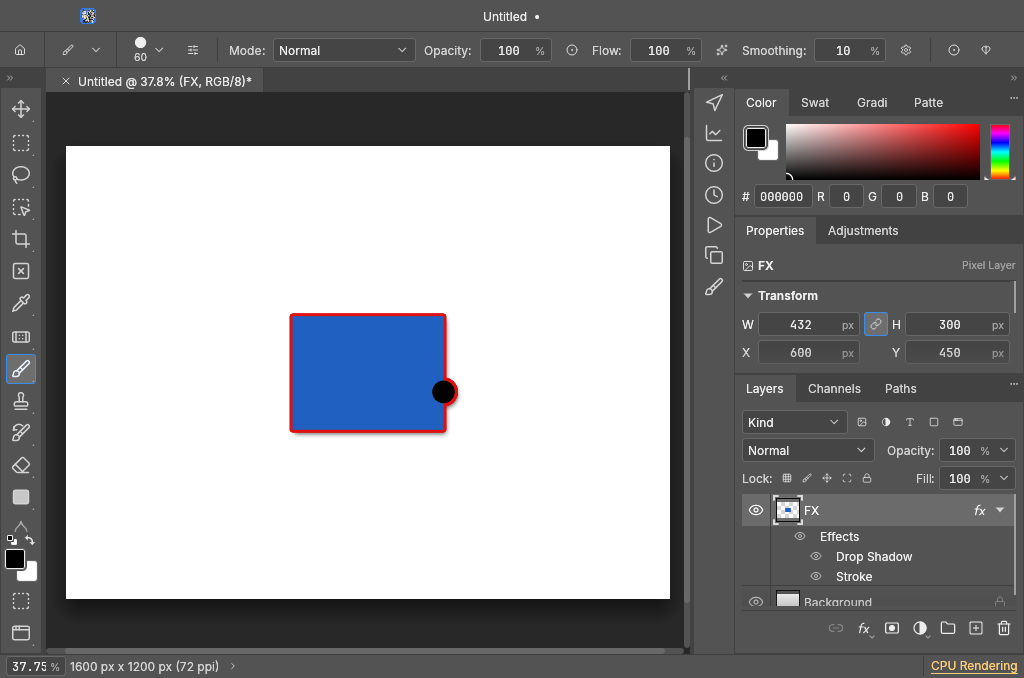 Untitled •
60
Mode: Normal Opacity: 100 % Flow: 100 % Smoothing: 10 %
Untitled @ 37.8% (FX, RGB/8)*
Color Swat Gradi Patte
# 000000 R 0 G 0 B 0
Properties Adjustments
FX Pixel Layer
Transform
W 432 px H 300 px
X 600 px Y 450 px
Layers Channels Paths
Kind
Normal Opacity: 100 %
Lock: Fill: 100 %
FX fx
Effects
Drop Shadow
Stroke
Background
fx
37.75 % 1600 px x 1200 px (72 ppi) CPU Rendering